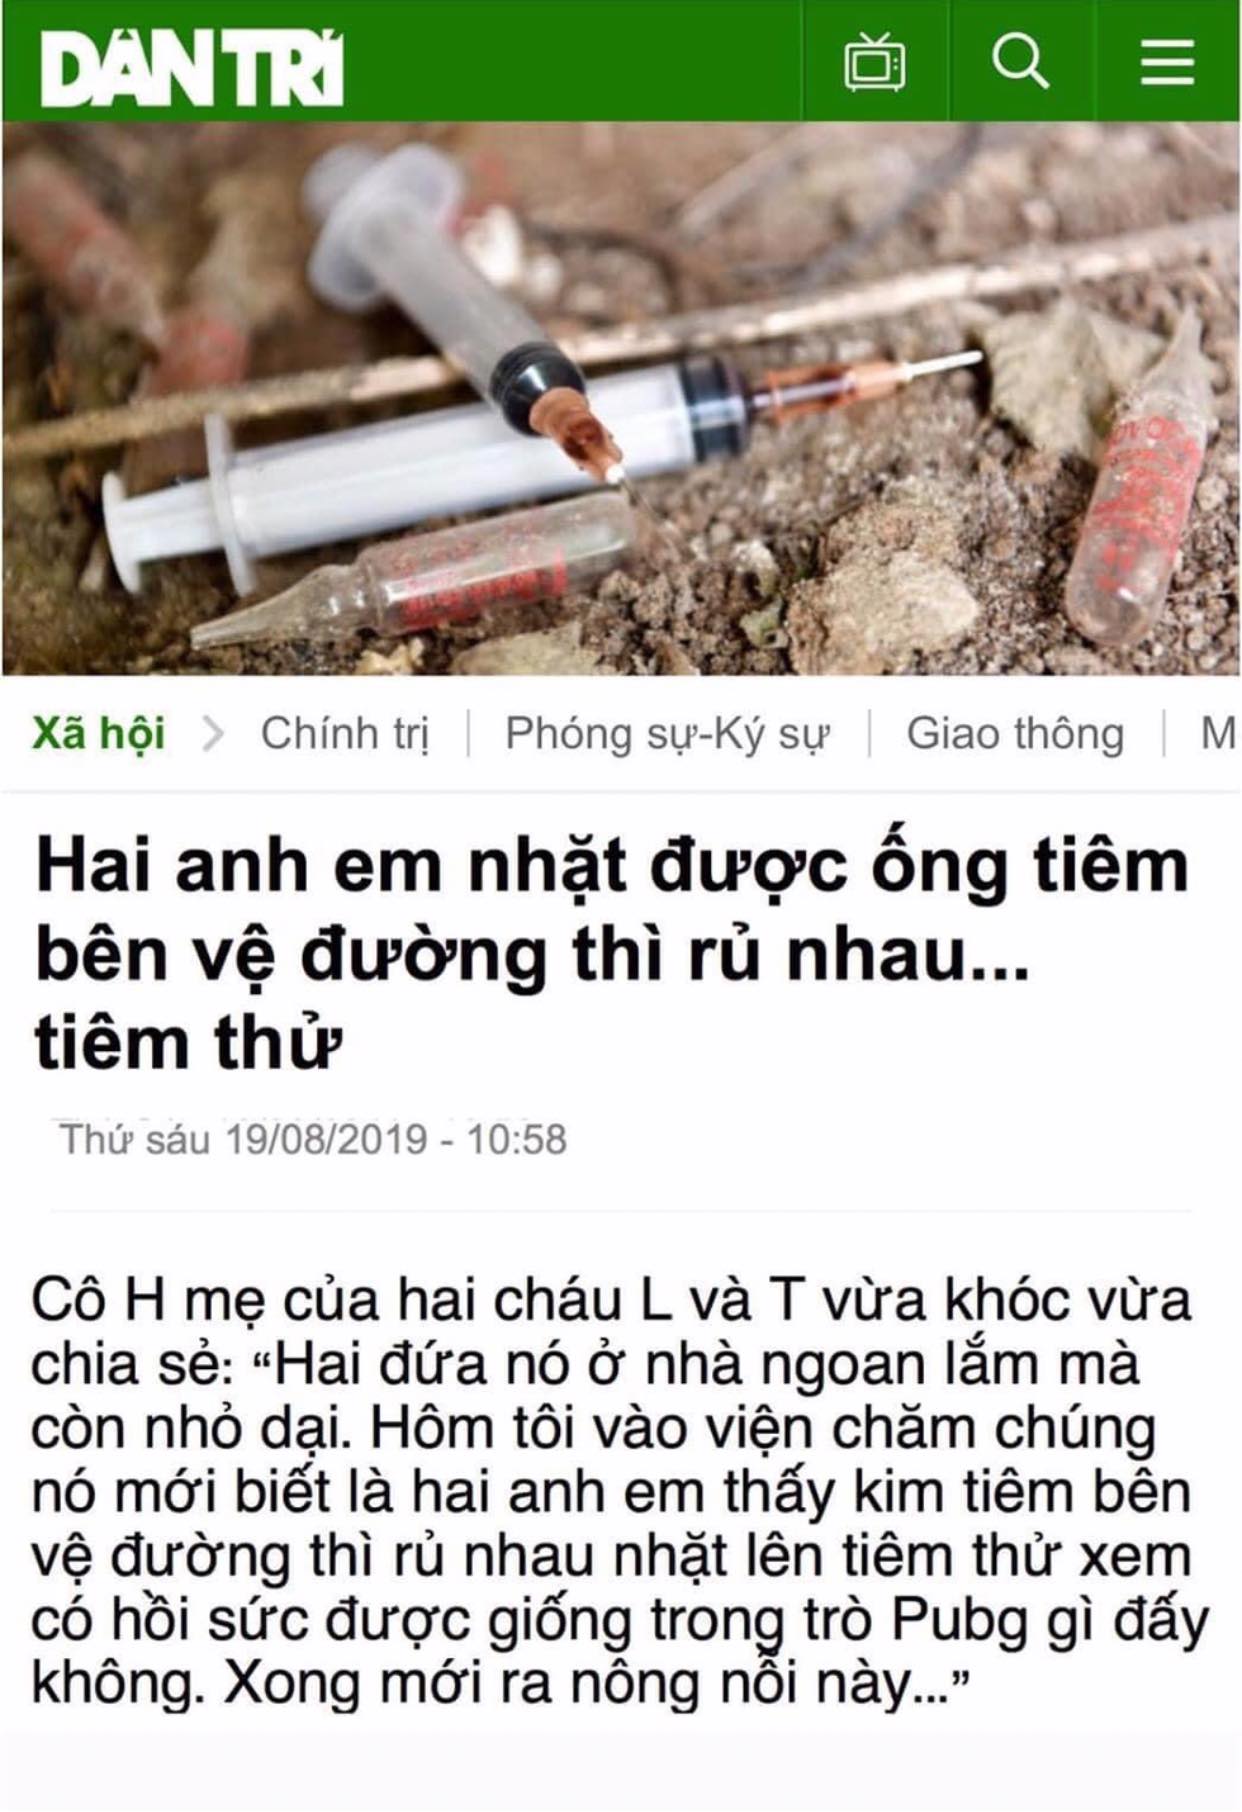 DÂN TRÍ
Xã hội > Chính trị | Phóng sự-Ký sự | Giao thông | M
Hai anh em nhặt được ống tiêm
bên vệ đường thì rủ nhau...
tiêm thử
Thứ sáu 19/08/2019 - 10:58
Cô H mẹ của hai cháu L và T vừa khóc vừa
chia sẻ: “Hai đứa nó ở nhà ngoan lắm mà
còn nhỏ dại. Hôm tôi vào viện chăm chúng
nó mới biết là hai anh em thấy kim tiêm bên
vệ đường thì rủ nhau nhặt lên tiêm thử xem
có hồi sức được giống trong trò Pubg gì đấy
không. Xong mới ra nông nỗi này...”